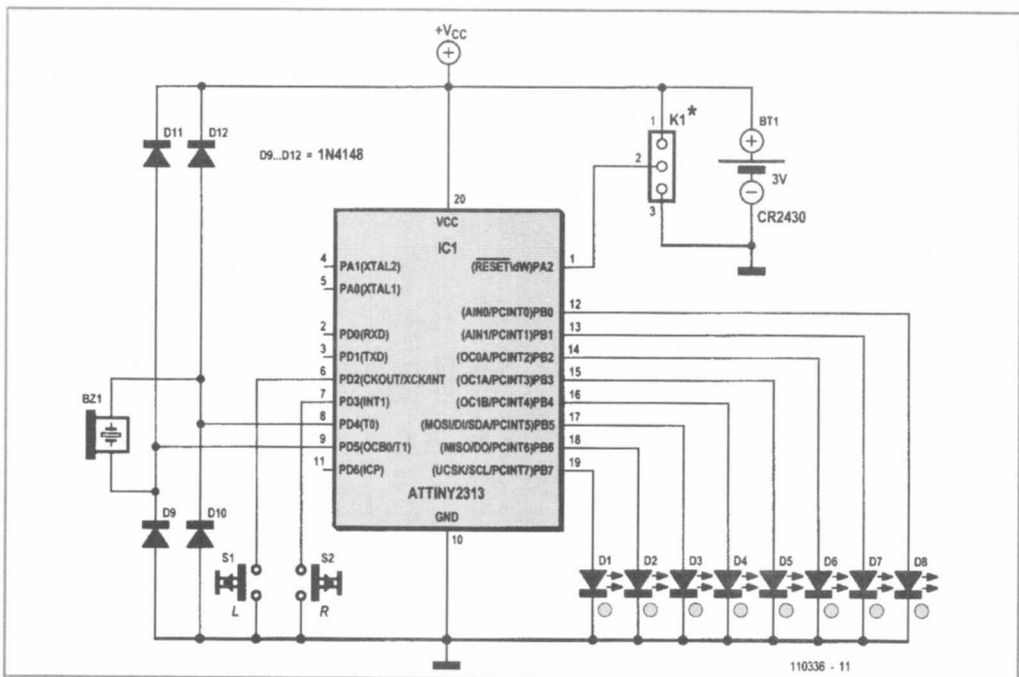 +VCC
D11
D12
D9...D12 = 1N4148
K1*
1
2
3
BT1
3V
CR2430
20
VCC
IC1
4
PA1(XTAL2)
5
PA0(XTAL1)
2
PD0(RXD)
3
PD1(TXD)
6
PD2(CKOUT/XCK/INT
7
PD3(INT1)
8
PD4(T0)
9
PD5(OCB0/T1)
11
PD6(ICP)
(RESET\dW)PA2
1
(AIN0/PCINT0)PB0
12
(AIN1/PCINT1)PB1
13
(OC0A/PCINT2)PB2
14
(OC1A/PCINT3)PB3
15
(OC1B/PCINT4)PB4
16
(MOSI/DI/SDA/PCINT5)PB5
17
(MISO/DO/PCINT6)PB6
18
(UCSK/SCL/PCINT7)PB7
19
ATTINY2313
GND
10
BZ1
D9
D10
S1
L
S2
R
D1
D2
D3
D4
D5
D6
D7
D8
110336 - 11